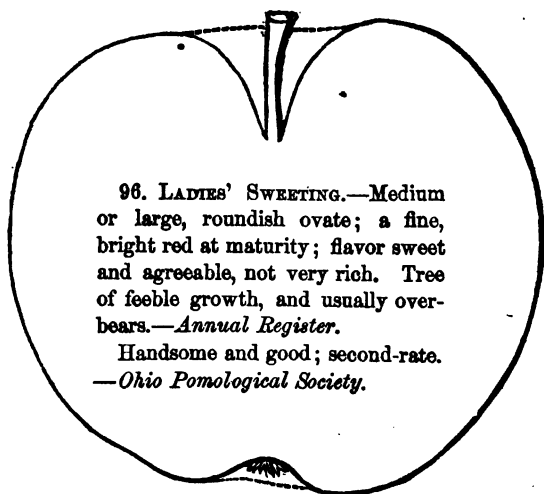 96. LADIES' SWEETING.—Medium
or large, roundish ovate; a fine,
bright red at maturity; flavor sweet
and agreeable, not very rich. Tree
of feeble growth, and usually over-
bears.—Annual Register.
Handsome and good; second-rate.
—Ohio Pomological Society.